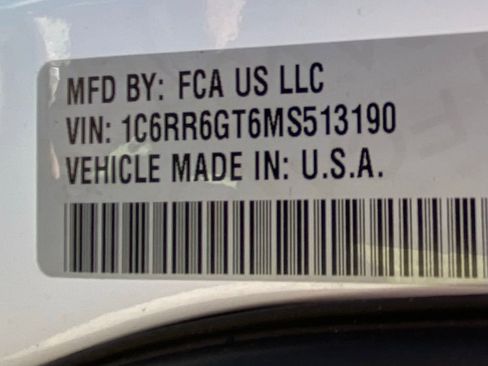 MFD BY: FCA US LLC
VIN: 1C6RR6GT6MS513190
VEHICLE MADE IN: U.S.A.